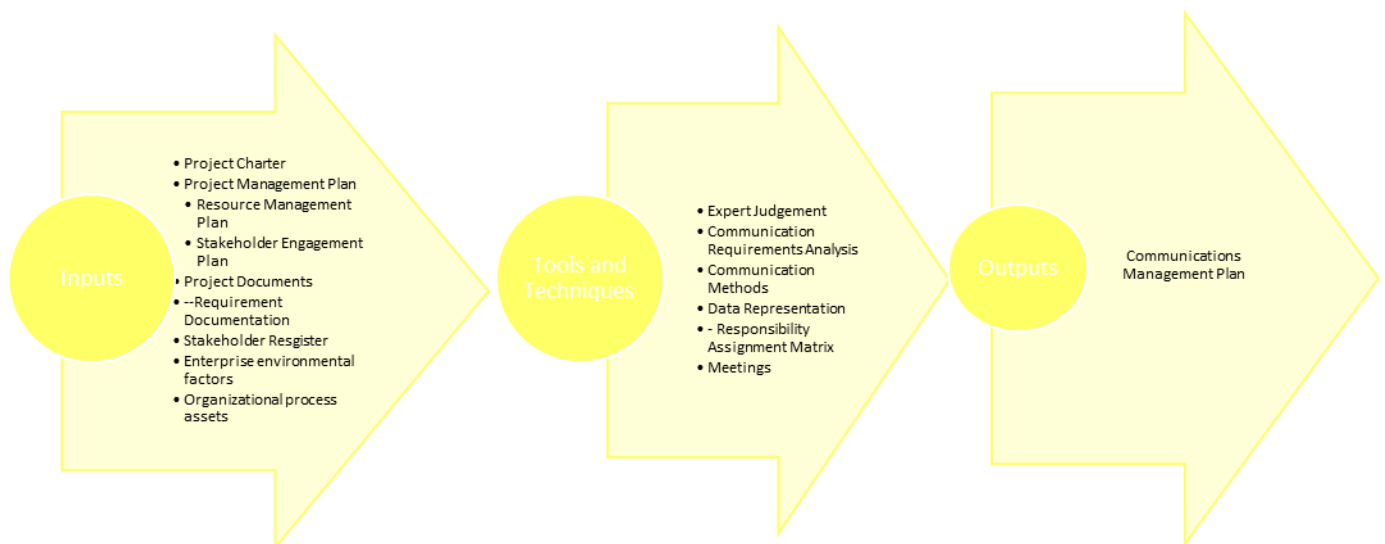 Inputs
• Project Charter
• Project Management Plan
• Resource Management
Plan
• Stakeholder Engagement
Plan
• Project Documents
• --Requirement
Documentation
• Stakeholder Resgister
• Enterprise environmental
factors
• Organizational process
assets
Tools and
Techniques
• Expert Judgement
• Communication
Requirements Analysis
• Communication
Methods
• Data Representation
• - Responsibility
Assignment Matrix
• Meetings
Outputs
Communications
Management Plan